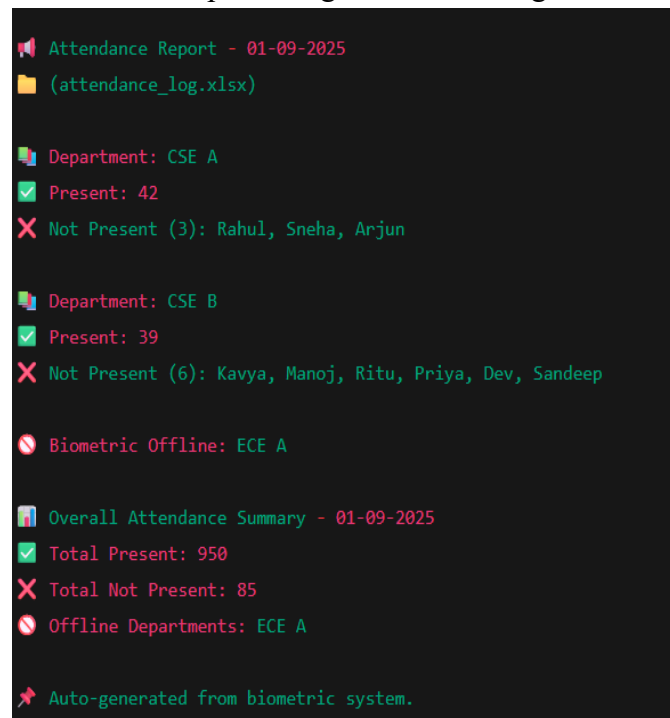 📢 Attendance Report - 01-09-2025
📁 (attendance_log.xlsx)
📚 Department: CSE A
✅ Present: 42
❌ Not Present (3): Rahul, Sneha, Arjun
📚 Department: CSE B
✅ Present: 39
❌ Not Present (6): Kavya, Manoj, Ritu, Priya, Dev, Sandeep
🚫 Biometric Offline: ECE A
📊 Overall Attendance Summary - 01-09-2025
✅ Total Present: 950
❌ Total Not Present: 85
🚫 Offline Departments: ECE A
📌 Auto-generated from biometric system.